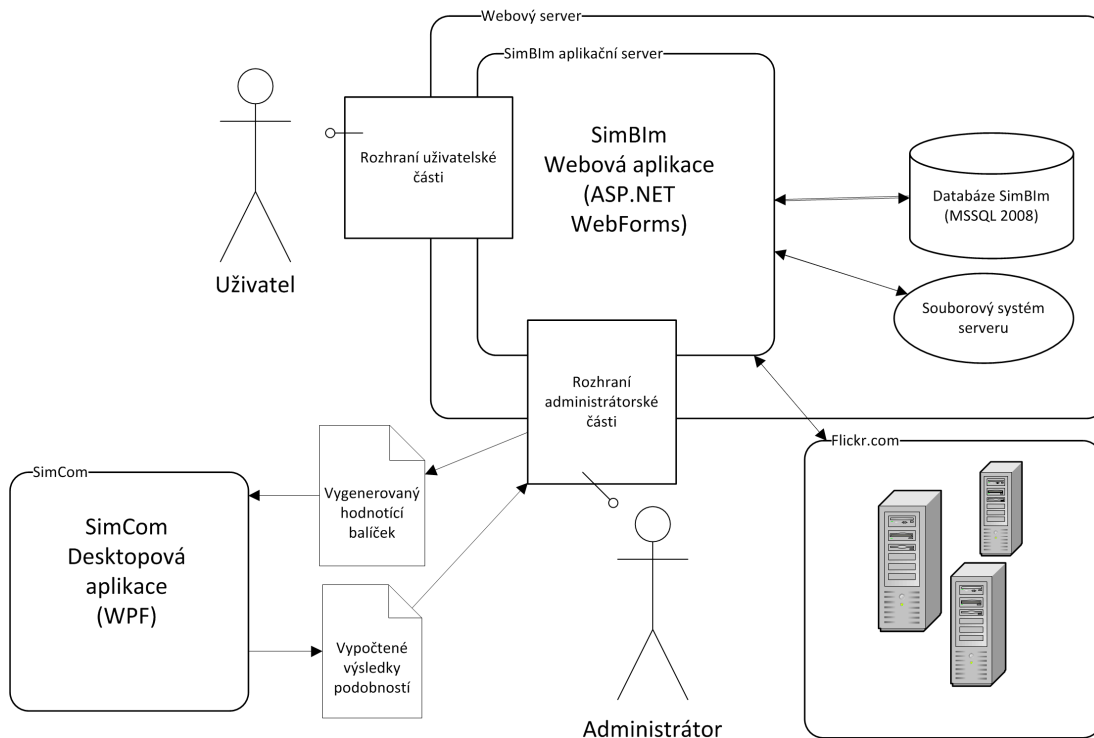 Webový server
SimBIm aplikační server
SimBIm
Webová aplikace
(ASP.NET
WebForms)
Rozhraní uživatelské
části
Uživatel
Databáze SimBIm
(MSSQL 2008)
Souborový systém
serveru
Rozhraní
administrátorské
části
Flickr.com
SimCom
SimCom
Desktopová
aplikace
(WPF)
Vygenerovaný
hodnotící
balíček
Vypočtené
výsledky
podobností
Administrátor